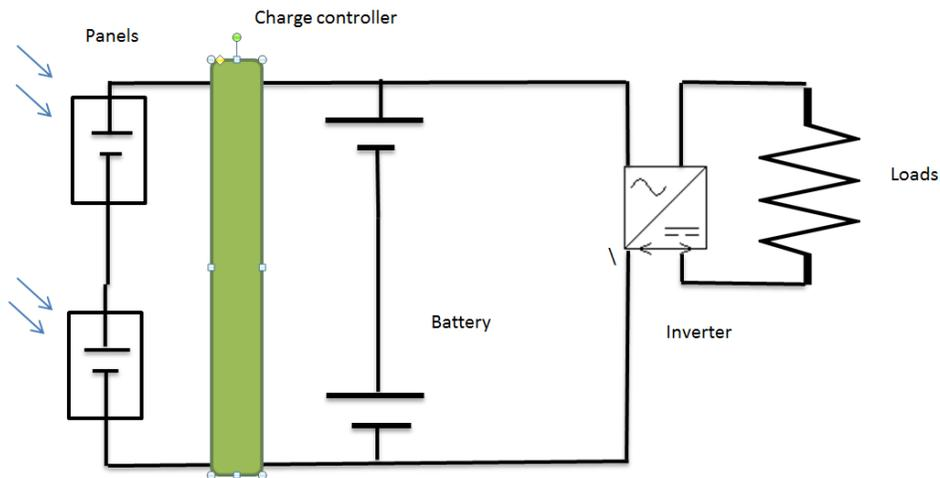 Charge controller
Panels
Loads
\
Battery
Inverter